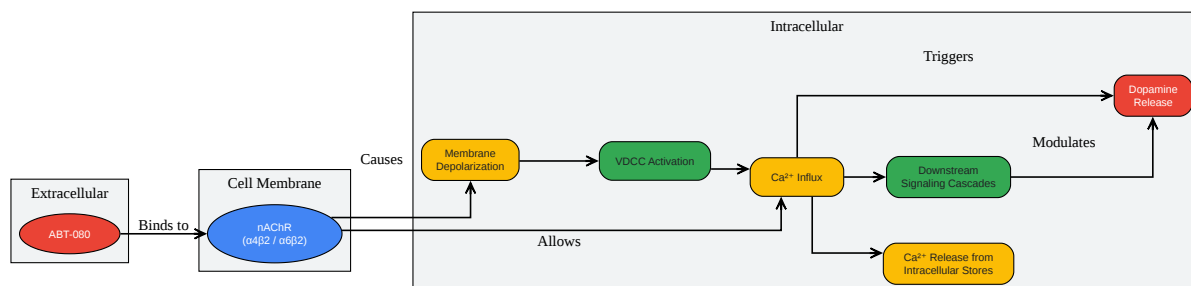 Intracellular
Triggers
Dopamine
Release
Modulates
Causes
Membrane
Depolarization
VDCC Activation
Ca²⁺ Influx
Downstream
Signaling Cascades
Extracellular
Cell Membrane
ABT-080
Binds to
nAChR
(α4β2 / α6β2)
Allows
Ca²⁺ Release from
Intracellular Stores